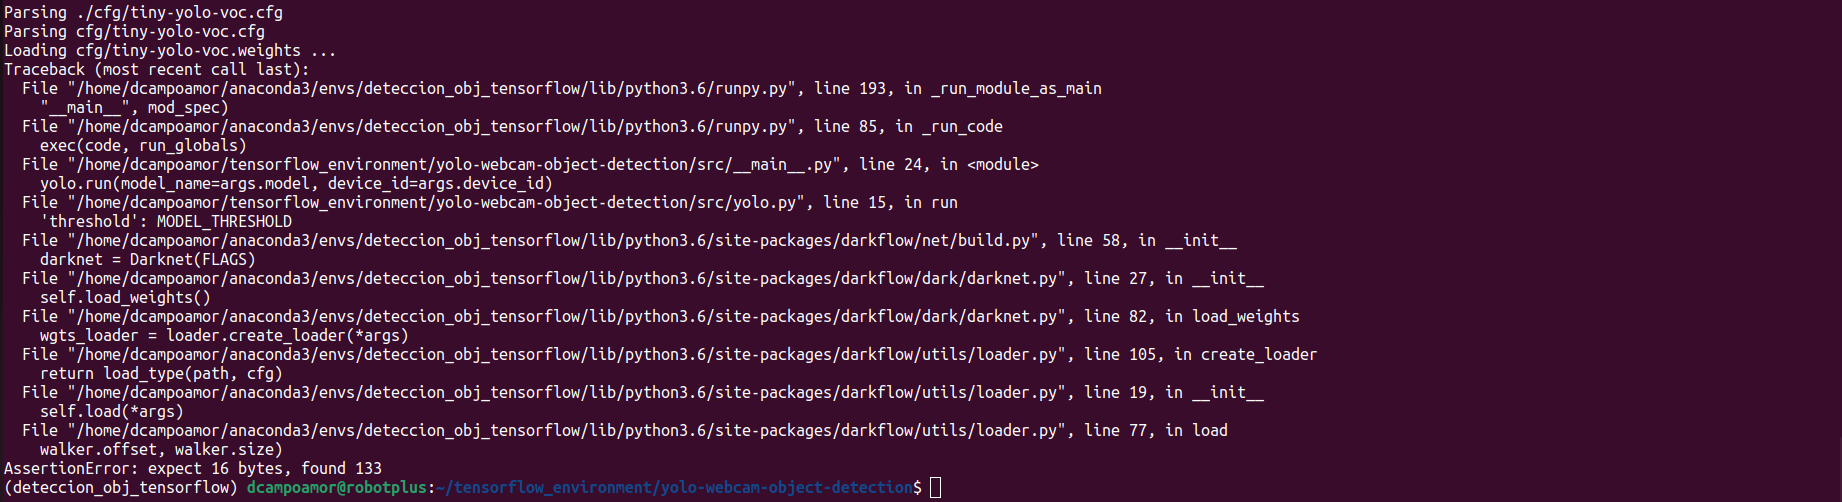 Parsing ./cfg/tiny-yolo-voc.cfg
Parsing cfg/tiny-yolo-voc.cfg
Loading cfg/tiny-yolo-voc.weights ...
Traceback (most recent call last):
  File "/home/dcampoamor/anaconda3/envs/deteccion_obj_tensorflow/lib/python3.6/runpy.py", line 193, in _run_module_as_main
    "__main__", mod_spec)
  File "/home/dcampoamor/anaconda3/envs/deteccion_obj_tensorflow/lib/python3.6/runpy.py", line 85, in _run_code
    exec(code, run_globals)
  File "/home/dcampoamor/tensorflow_environment/yolo-webcam-object-detection/src/__main__.py", line 24, in <module>
    yolo.run(model_name=args.model, device_id=args.device_id)
  File "/home/dcampoamor/tensorflow_environment/yolo-webcam-object-detection/src/yolo.py", line 15, in run
    'threshold': MODEL_THRESHOLD
  File "/home/dcampoamor/anaconda3/envs/deteccion_obj_tensorflow/lib/python3.6/site-packages/darkflow/net/build.py", line 58, in __init__
    darknet = Darknet(FLAGS)
  File "/home/dcampoamor/anaconda3/envs/deteccion_obj_tensorflow/lib/python3.6/site-packages/darkflow/dark/darknet.py", line 27, in __init__
    self.load_weights()
  File "/home/dcampoamor/anaconda3/envs/deteccion_obj_tensorflow/lib/python3.6/site-packages/darkflow/dark/darknet.py", line 82, in load_weights
    wgts_loader = loader.create_loader(*args)
  File "/home/dcampoamor/anaconda3/envs/deteccion_obj_tensorflow/lib/python3.6/site-packages/darkflow/utils/loader.py", line 105, in create_loader
    return load_type(path, cfg)
  File "/home/dcampoamor/anaconda3/envs/deteccion_obj_tensorflow/lib/python3.6/site-packages/darkflow/utils/loader.py", line 19, in __init__
    self.load(*args)
  File "/home/dcampoamor/anaconda3/envs/deteccion_obj_tensorflow/lib/python3.6/site-packages/darkflow/utils/loader.py", line 77, in load
    walker.offset, walker.size)
AssertionError: expect 16 bytes, found 133
(deteccion_obj_tensorflow) dcampoamor@robotplus:~/tensorflow_environment/yolo-webcam-object-detection$